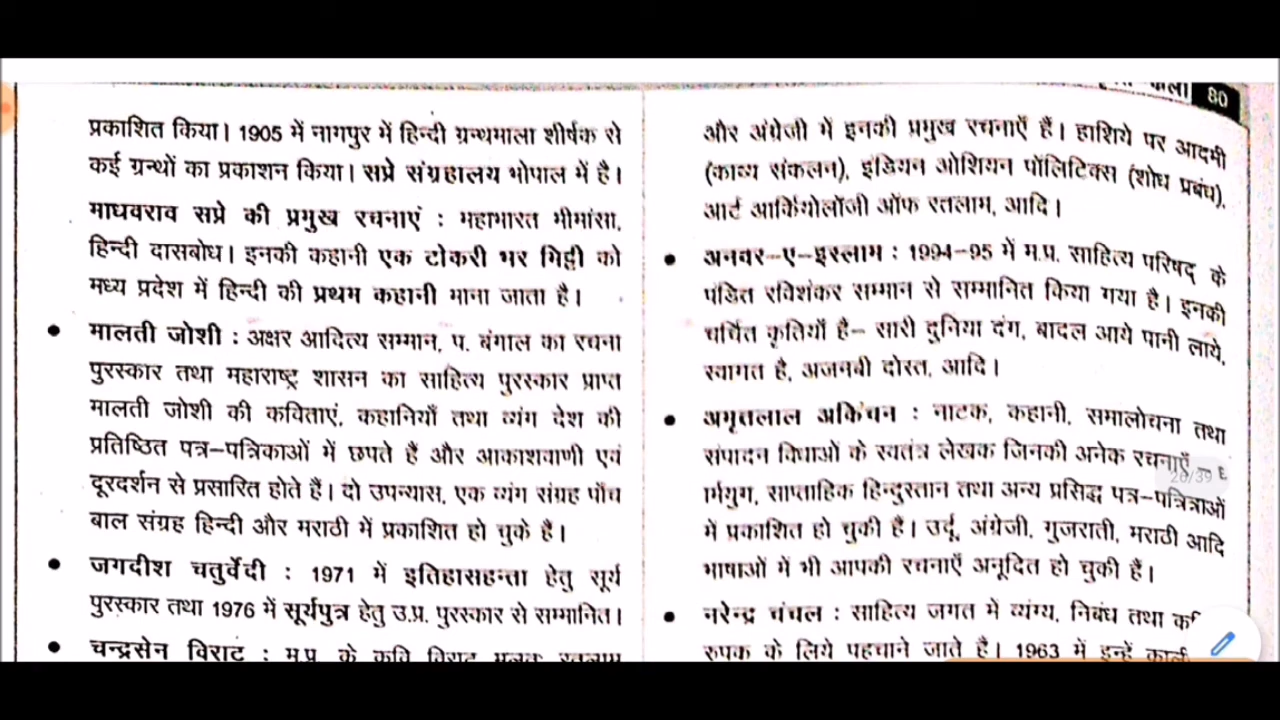 प्रकाशित किया। 1905 में नागपुर में हिन्दी ग्रन्थमाला शीर्षक से
कई ग्रन्थों का प्रकाशन किया। सप्रे संग्रहालय भोपाल में है।
माधवराव सप्रे की प्रमुख रचनाएं : महाभारत मीमांसा,
हिन्दी दासबोध। इनकी कहानी एक टोकरी भर मिट्टी को
मध्य प्रदेश में हिन्दी की प्रथम कहानी माना जाता है।
• मालती जोशी : अक्षर आदित्य सम्मान, प. बंगाल का रचना
पुरस्कार तथा महाराष्ट्र शासन का साहित्य पुरस्कार प्राप्त
मालती जोशी की कविताएं, कहानियाँ तथा व्यंग देश की
प्रतिष्ठित पत्र-पत्रिकाओं में छपते हैं और आकाशवाणी एवं
दूरदर्शन से प्रसारित होते हैं। दो उपन्यास, एक व्यंग संग्रह पाँच
बाल संग्रह हिन्दी और मराठी में प्रकाशित हो चुके हैं।
• जगदीश चतुर्वेदी : 1971 में इतिहासहन्ता हेतु सूर्य
पुरस्कार तथा 1976 में सूर्यपुत्र हेतु उ.प्र. पुरस्कार से सम्मानित।
• चन्द्रसेन विराट : म.प्र. के कवि विराट मूलतः रतलाम
80
और अंग्रेजी में इनकी प्रमुख रचनाएँ हैं। हाशिये पर आदमी
(काव्य संकलन), इंडियन ओशियन पॉलिटिक्स (शोध प्रबंध),
आर्ट आर्कियोलॉजी ऑफ रतलाम, आदि।
• अनवर-ए-इस्लाम : 1994-95 में म.प्र. साहित्य परिषद् के
पंडित रविशंकर सम्मान से सम्मानित किया गया है। इनकी
चर्चित कृतियाँ है- सारी दुनिया दंग, बादल आये पानी लाये,
स्वागत है, अजनबी दोस्त, आदि।
• अमृतलाल अकिंचन : नाटक, कहानी, समालोचना तथा
संपादन विधाओं के स्वतंत्र लेखक जिनकी अनेक रचनाएँ – ध
र्मयुग, साप्ताहिक हिन्दुस्तान तथा अन्य प्रसिद्ध पत्र-पत्रित्राओं
में प्रकाशित हो चुकी हैं। उर्दू, अंग्रेजी, गुजराती, मराठी आदि
भाषाओं में भी आपकी रचनाएँ अनूदित हो चुकी हैं।
• नरेन्द्र चंचल : साहित्य जगत में व्यंग्य, निबंध तथा
रुपक के लिये पहचाने जाते हैं। 1963 में इन्हें
26/39